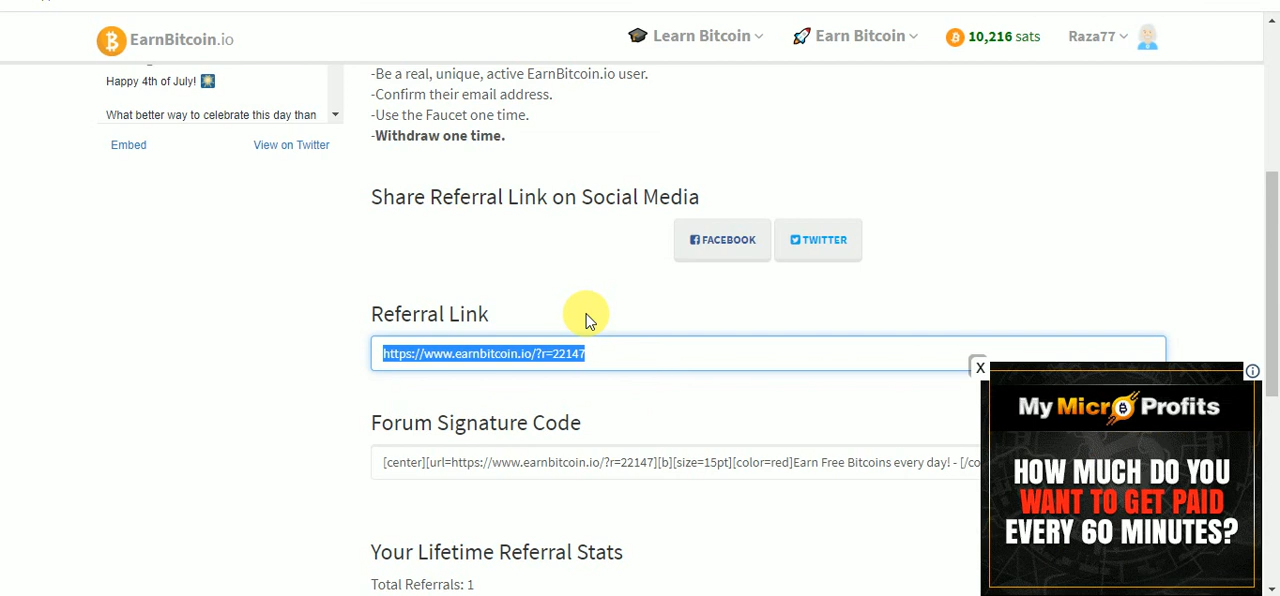 EarnBitcoin.io
Learn Bitcoin
Earn Bitcoin
10,216 sats
Raza77
Happy 4th of July!
What better way to celebrate this day than
Embed
View on Twitter
-Be a real, unique, active EarnBitcoin.io user.
-Confirm their email address.
-Use the Faucet one time.
-Withdraw one time.
Share Referral Link on Social Media
FACEBOOK
TWITTER
Referral Link
https://www.earnbitcoin.io/?r=22147
Forum Signature Code
[center][url=https://www.earnbitcoin.io/?r=22147][b][size=15pt][color=red]Earn Free Bitcoins every day! - [/co
Your Lifetime Referral Stats
Total Referrals: 1
X
My Micro Profits
HOW MUCH DO YOU
WANT TO GET PAID
EVERY 60 MINUTES?